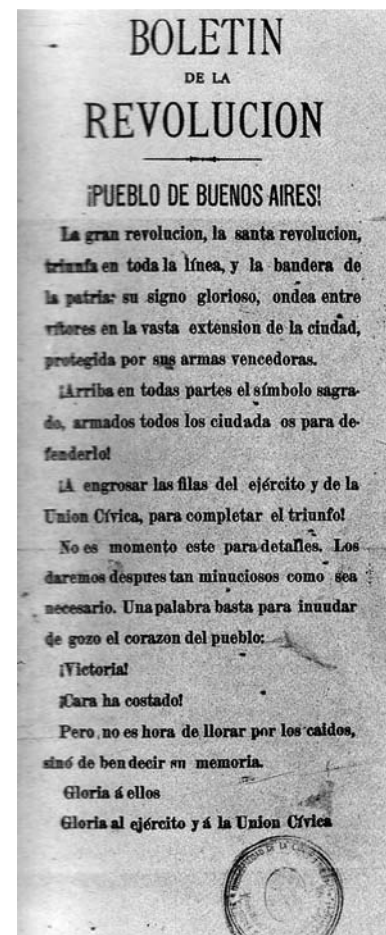 BOLETIN
DE LA
REVOLUCION
¡PUEBLO DE BUENOS AIRES!
La gran revolucion, la santa revolucion,
triunfa en toda la línea, y la bandera de
la patria: su signo glorioso, ondea entre
vítores en la vasta extension de la ciudad,
protegida por sus armas vencedoras.
¡Arriba en todas partes el símbolo sagra-
do, armados todos los ciudada os para de-
fenderlo!
¡A engrosar las filas del ejército y de la
Union Cívica, para completar el triunfo!
No es momento este para detalles. Los
daremos despues tan minuciosos como sea
necesario. Una palabra basta para inundar
de gozo el corazon del pueblo:
¡Victoria!
¡Cara ha costado!
Pero no es hora de llorar por los caidos,
sinó de bendecir su memoria.
Gloria á ellos
Gloria al ejército y á la Union Cívica